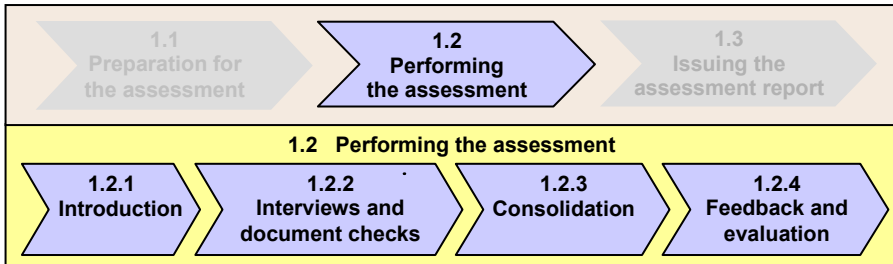 1.1
Preparation for
the assessment
1.2
Performing
the assessment
1.3
Issuing the
assessment report
1.2 Performing the assessment
1.2.1
Introduction
1.2.2
Interviews and
document checks
1.2.3
Consolidation
1.2.4
Feedback and
evaluation